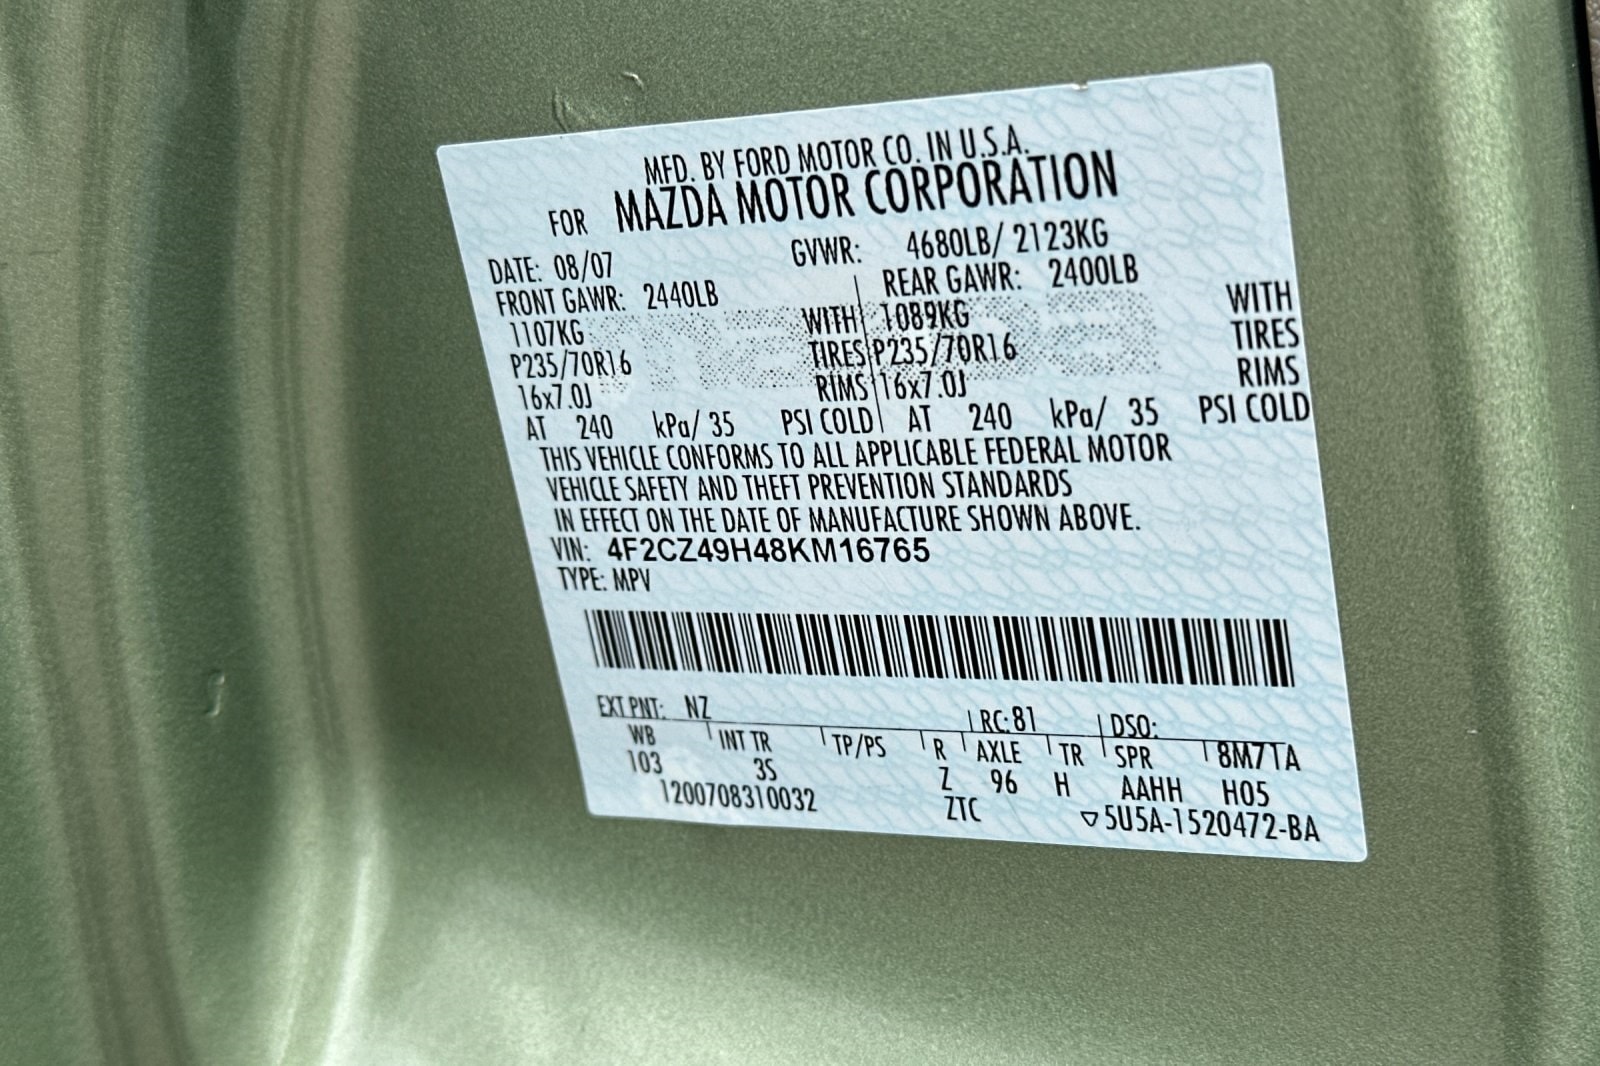 MFD. BY FORD MOTOR CO. IN U.S.A.
FOR MAZDA MOTOR CORPORATION
DATE: 08/07 GVWR: 4680LB/ 2123KG
FRONT GAWR: 2440LB REAR GAWR: 2400LB
1107KG WITH 1089KG WITH
P235/70R16 TIRES P235/70R16 TIRES
16x7.0J RIMS 16x7.0J RIMS
AT 240 kPa/ 35 PSI COLD AT 240 kPa/ 35 PSI COLD
THIS VEHICLE CONFORMS TO ALL APPLICABLE FEDERAL MOTOR
VEHICLE SAFETY AND THEFT PREVENTION STANDARDS
IN EFFECT ON THE DATE OF MANUFACTURE SHOWN ABOVE.
VIN: 4F2CZ49H48KM16765
TYPE: MPV
EXT PNT: NZ RC: 81 DSO:
WB INT TR TP/PS R AXLE TR SPR 8M7TA
103 3S Z 96 H AAHH H05
1200708310032 ZTC ▽5U5A-1520472-BA